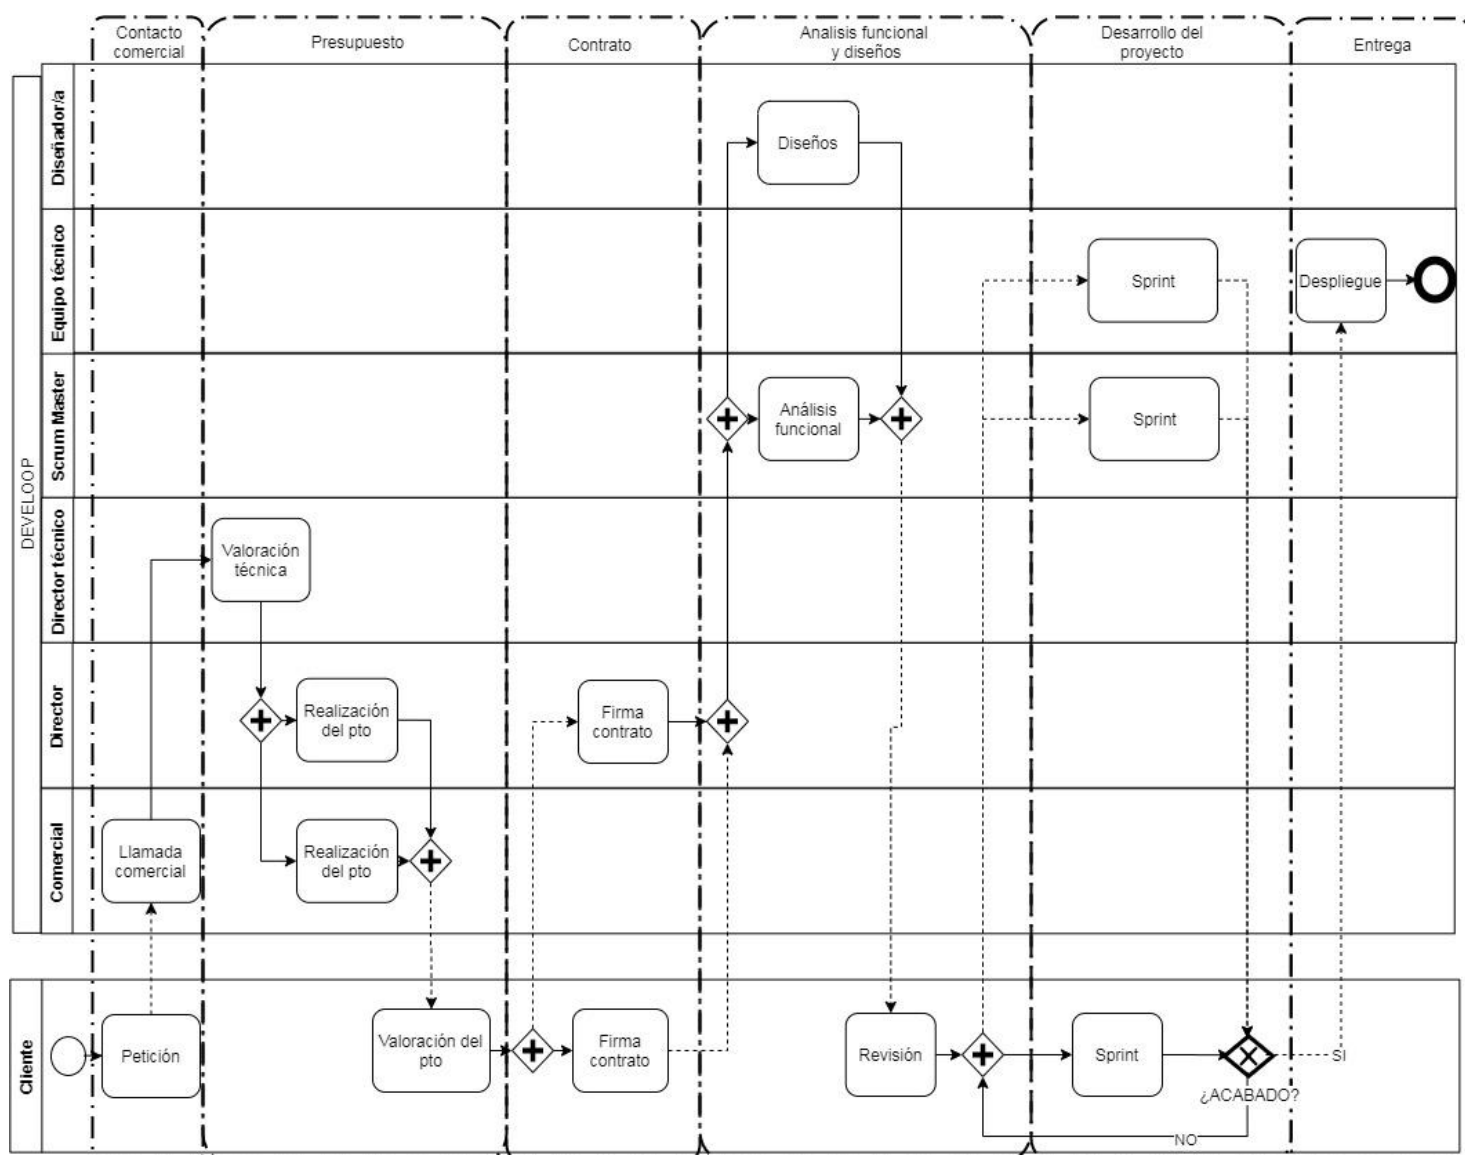 Contacto
comercial
Presupuesto
Contrato
Analisis funcional
y diseños
Desarrollo del
proyecto
Entrega
DEVELOOP
Diseñador/a
Diseños
Equipo técnico
Sprint
Despliegue
Scrum Master
Análisis
funcional
Sprint
Director técnico
Valoración
técnica
Director
Realización
del pto
Firma
contrato
Comercial
Llamada
comercial
Realización
del pto
Cliente
Petición
Valoración del
pto
Firma
contrato
Revisión
Sprint
SI
¿ACABADO?
NO